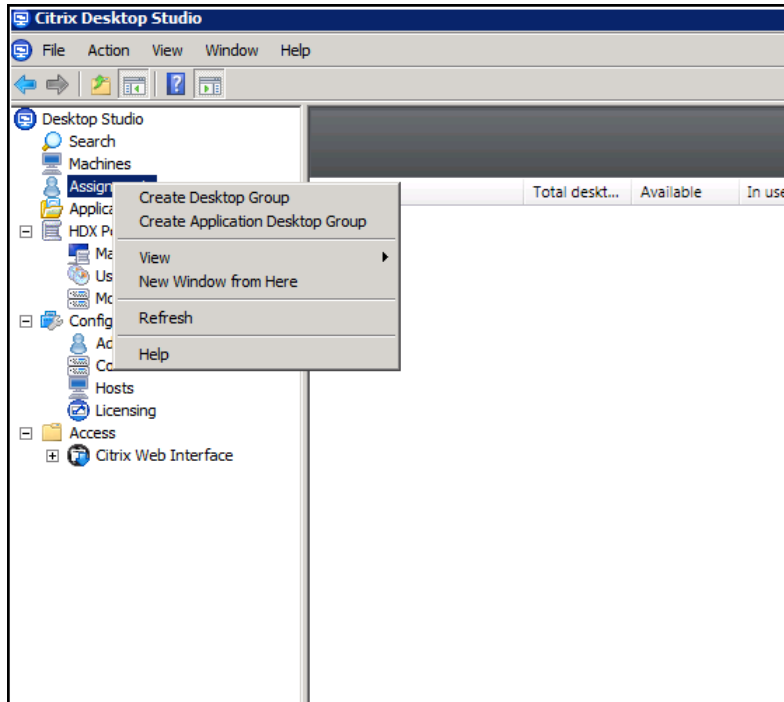 Citrix Desktop Studio
File Action View Window Help
Desktop Studio
Search
Machines
Create Desktop Group
Create Application Desktop Group
View
New Window from Here
Refresh
Help
Total deskt... Available In use
HDX
Hosts
Licensing
Access
Citrix Web Interface